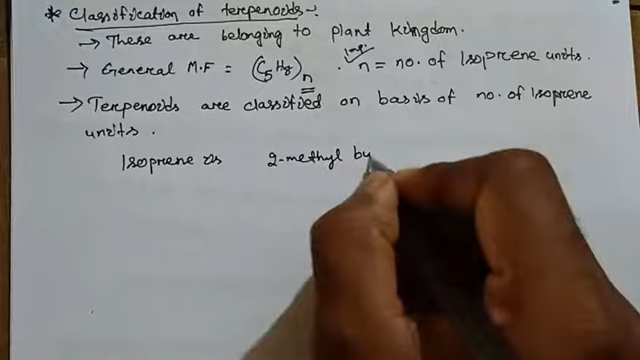 * Classification of terpenoids :
→ These are belonging to plant kingdom.
→ General M.F = (C5H8)n . n = no. of Isoprene units.
→ Terpenoids are classified on basis of no. of Isoprene
units.
Isoprene is 2-methyl by